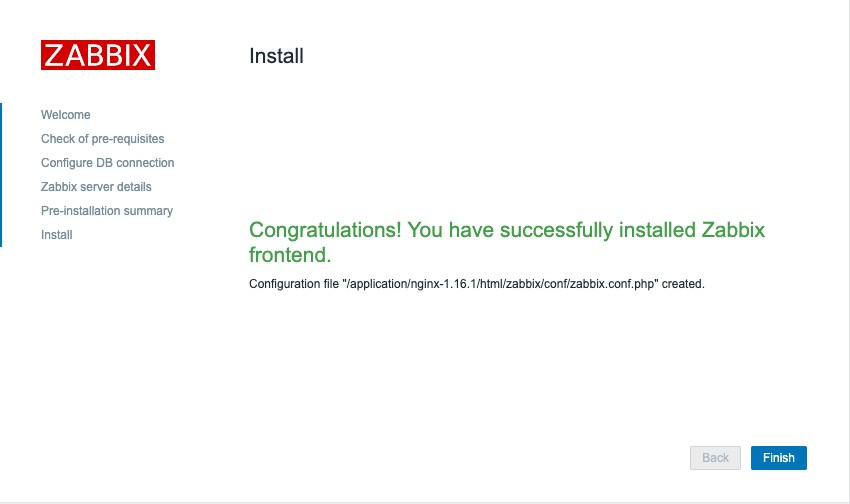 ZABBIX
Install
Welcome
Check of pre-requisites
Configure DB connection
Zabbix server details
Pre-installation summary
Install
Congratulations! You have successfully installed Zabbix
frontend.
Configuration file "/application/nginx-1.16.1/html/zabbix/conf/zabbix.conf.php" created.
Back
Finish